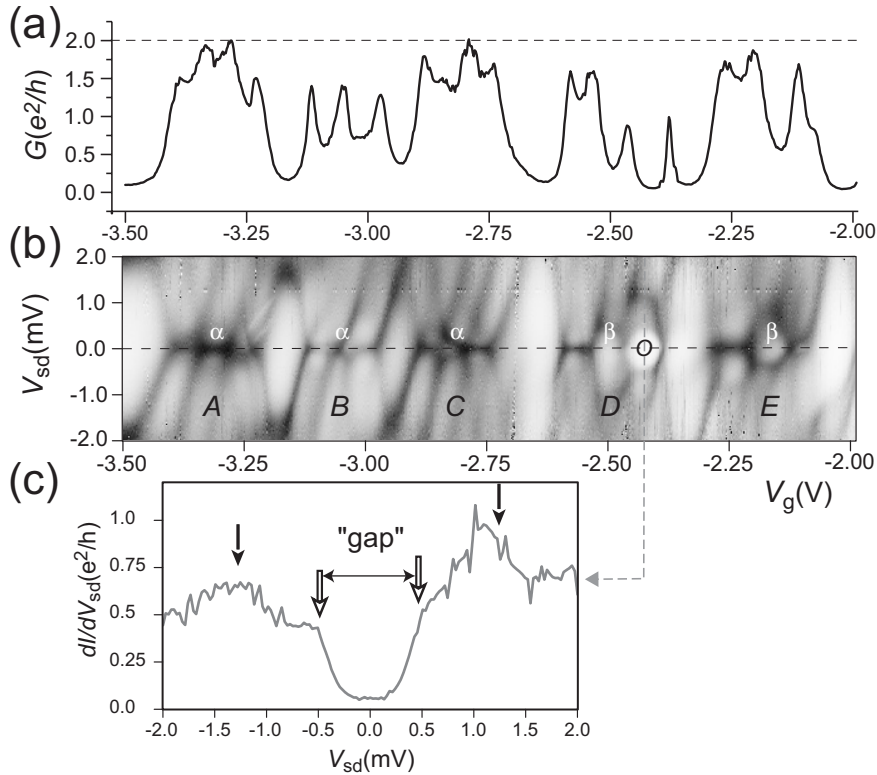 (a)
G(e²/h)
2.0
1.5
1.0
0.5
0.0
-3.50 -3.25 -3.00 -2.75 -2.50 -2.25 -2.00
(b)
V_sd(mV)
2.0
1.0
0.0
-1.0
-2.0
α α α β O β
A B C D E
-3.50 -3.25 -3.00 -2.75 -2.50 -2.25 -2.00
V_g(V)
(c)
dI/dV_sd(e²/h)
1.0
0.75
0.5
0.25
0.0
"gap"
-2.0 -1.5 -1.0 -0.5 0.0 0.5 1.0 1.5 2.0
V_sd(mV)